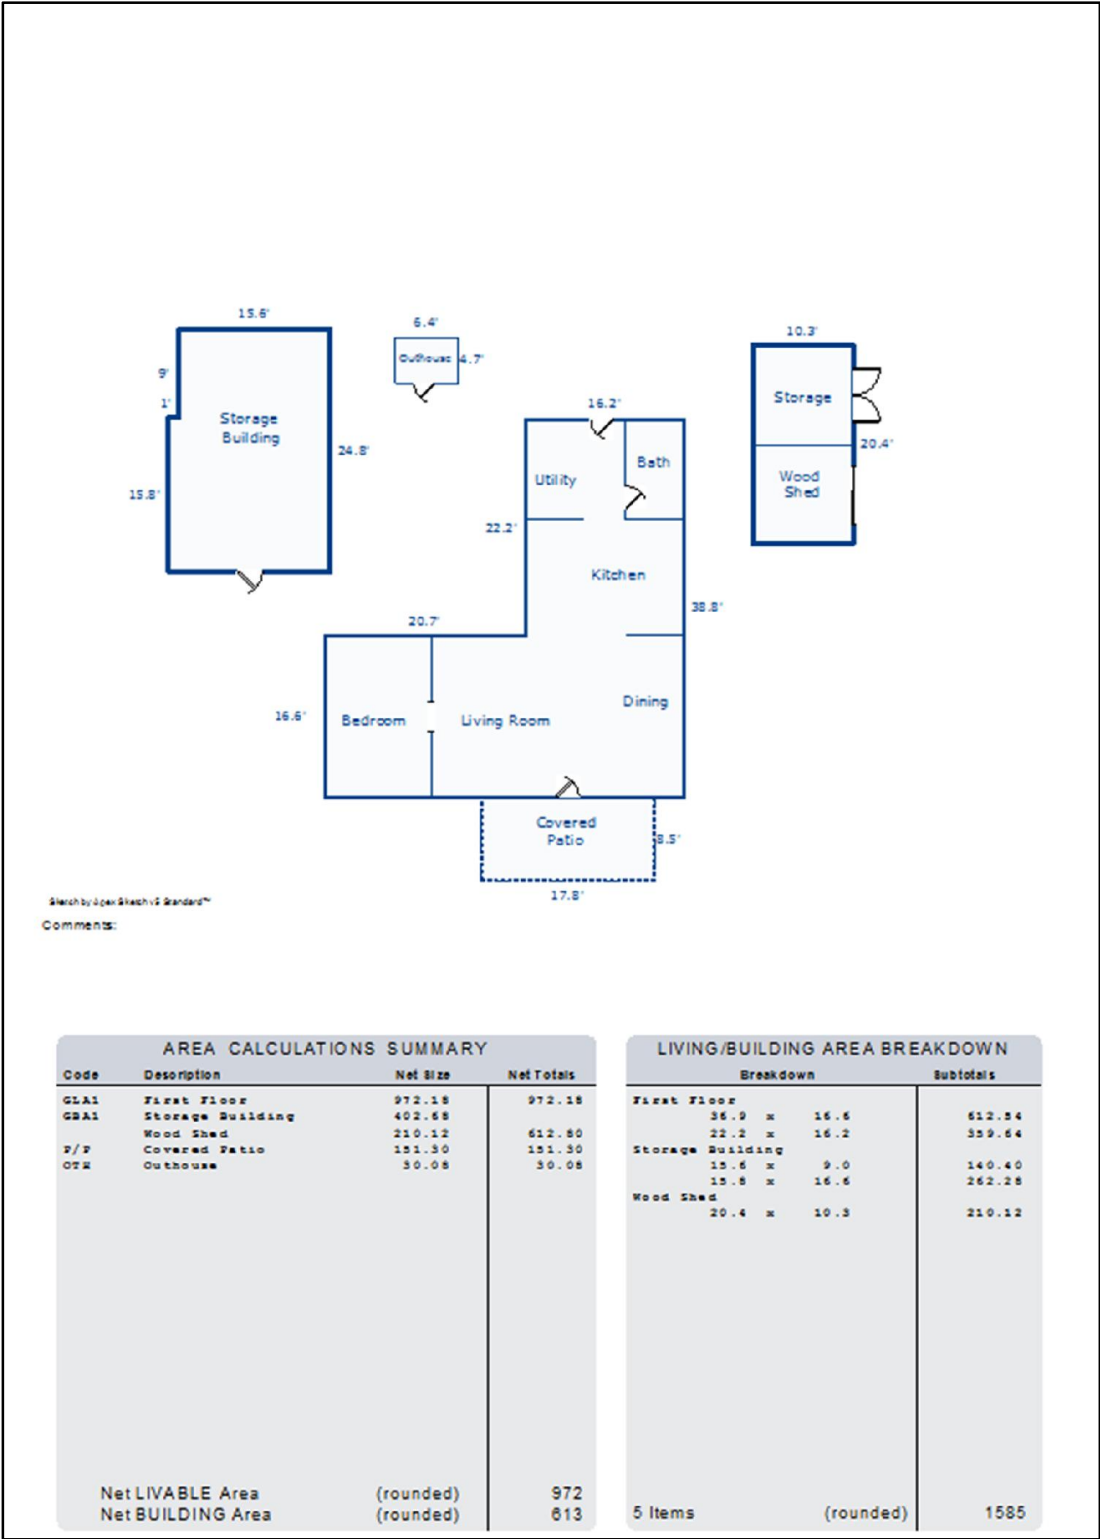 15.6'
6.4'
10.3'
9'
Outhouse 4.7'
1'
Storage
Building
16.2'
Storage
24.8'
20.4'
Bath
Utility
Wood
Shed
15.8'
22.2'
Kitchen
38.8'
20.7'
Dining
16.6'
Bedroom
Living Room
Covered
Patio
8.5'
17.8'
Sketch by Apex Sketch v5 Standard™
Comments:
AREA CALCULATIONS SUMMARY
Code Description Net Size Net Totals
GLA1 First Floor 972.18 972.18
GBA1 Storage Building 402.68
Wood Shed 210.12 612.80
P/P Covered Patio 151.30 151.30
OTH Outhouse 30.08 30.08
Net LIVABLE Area (rounded) 972
Net BUILDING Area (rounded) 613
LIVING/BUILDING AREA BREAKDOWN
Breakdown Subtotals
First Floor
36.9 x 16.6 612.54
22.2 x 16.2 359.64
Storage Building
15.6 x 9.0 140.40
15.8 x 16.6 262.28
Wood Shed
20.4 x 10.3 210.12
5 Items (rounded) 1585